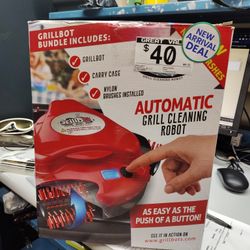 GRILLBOT
BUNDLE INCLUDES:
GRILLBOT
CARRY CASE
NYLON
BRUSHES INSTALLED
GREAT VALUE
$40
NEW
ARRIVAL
DEAL
AUTOMATIC
GRILL CLEANING
ROBOT
AS EASY AS THE
PUSH OF A BUTTON!
SEE IT IN ACTION ON
www.grillbots.com